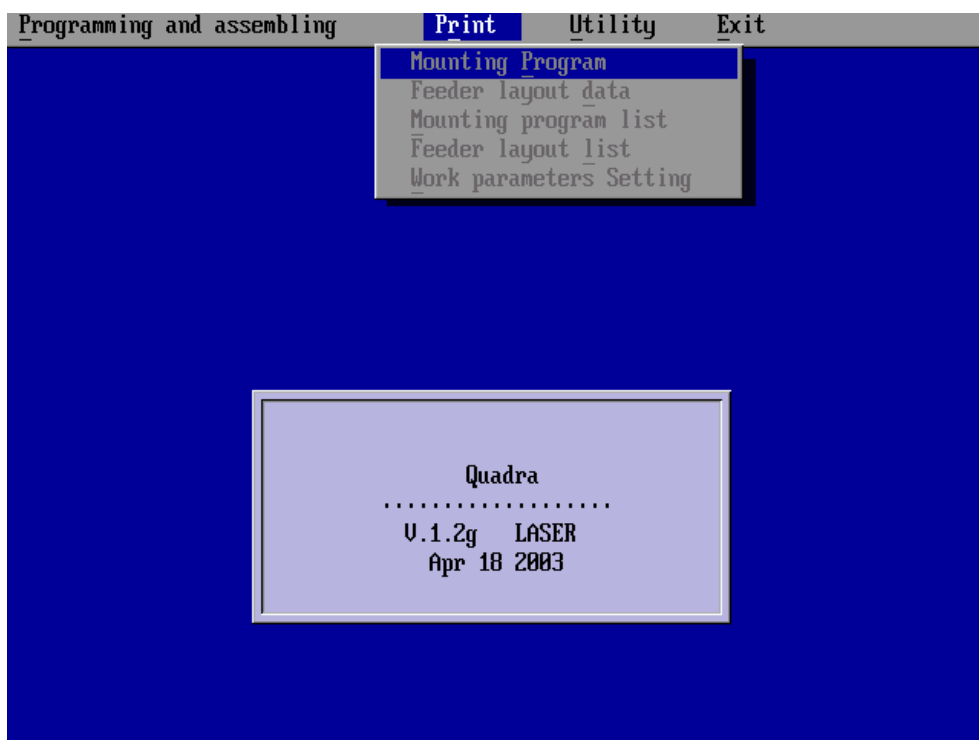 Programming and assembling Print Utility Exit
Mounting Program
Feeder layout data
Mounting program list
Feeder layout list
Work parameters Setting
Quadra
...................
V.1.2g LASER
Apr 18 2003